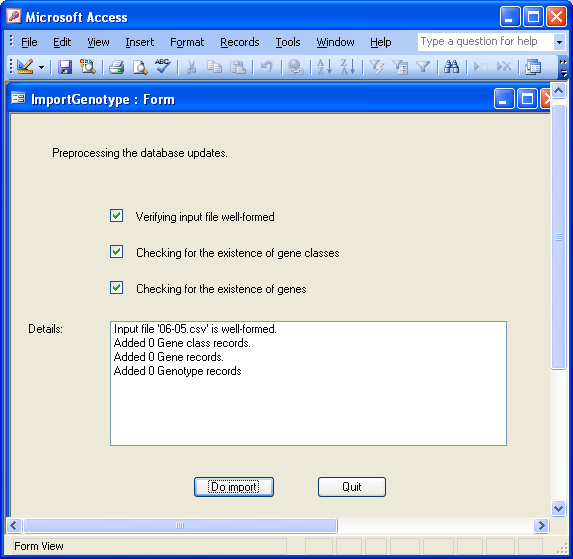 Microsoft Access
File Edit View Insert Format Records Tools Window Help Type a question for help
ImportGenotype : Form
Preprocessing the database updates.
Verifying input file well-formed
Checking for the existence of gene classes
Checking for the existence of genes
Details:
Input file '06-05.csv' is well-formed.
Added 0 Gene class records.
Added 0 Gene records.
Added 0 Genotype records
Do import Quit
Form View